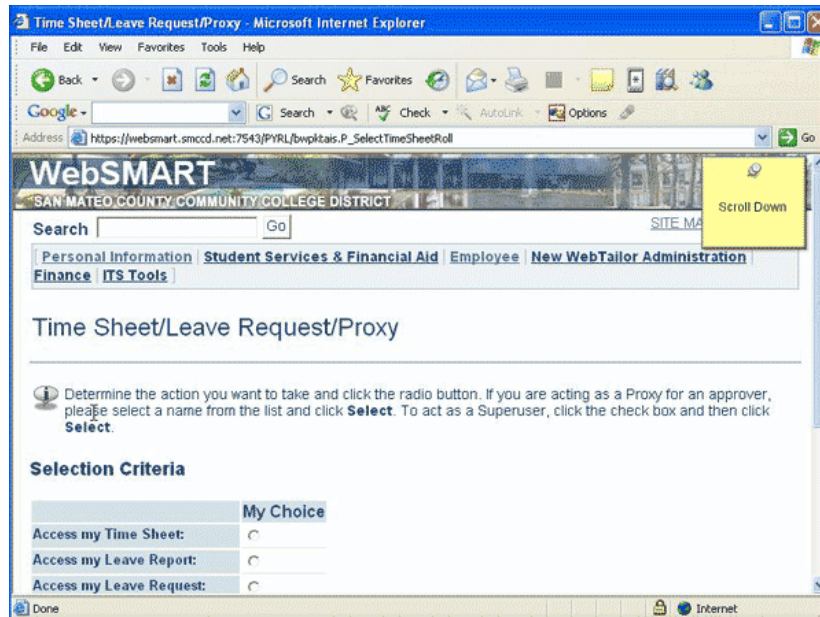 Time Sheet/Leave Request/Proxy - Microsoft Internet Explorer
File Edit View Favorites Tools Help
Back Search Favorites
Google Search Check AutoLink Options
Address https://websmart.smccd.net:7543/PYRL/bwpktais.P_SelectTimeSheetRoll Go
WebSMART
SAN MATEO COUNTY COMMUNITY COLLEGE DISTRICT
Scroll Down
Search Go SITE MA
[ Personal Information | Student Services & Financial Aid | Employee | New WebTailor Administration |
Finance | ITS Tools ]
Time Sheet/Leave Request/Proxy
Determine the action you want to take and click the radio button. If you are acting as a Proxy for an approver,
please select a name from the list and click Select. To act as a Superuser, click the check box and then click
Select.
Selection Criteria
My Choice
Access my Time Sheet:
Access my Leave Report:
Access my Leave Request:
Done Internet